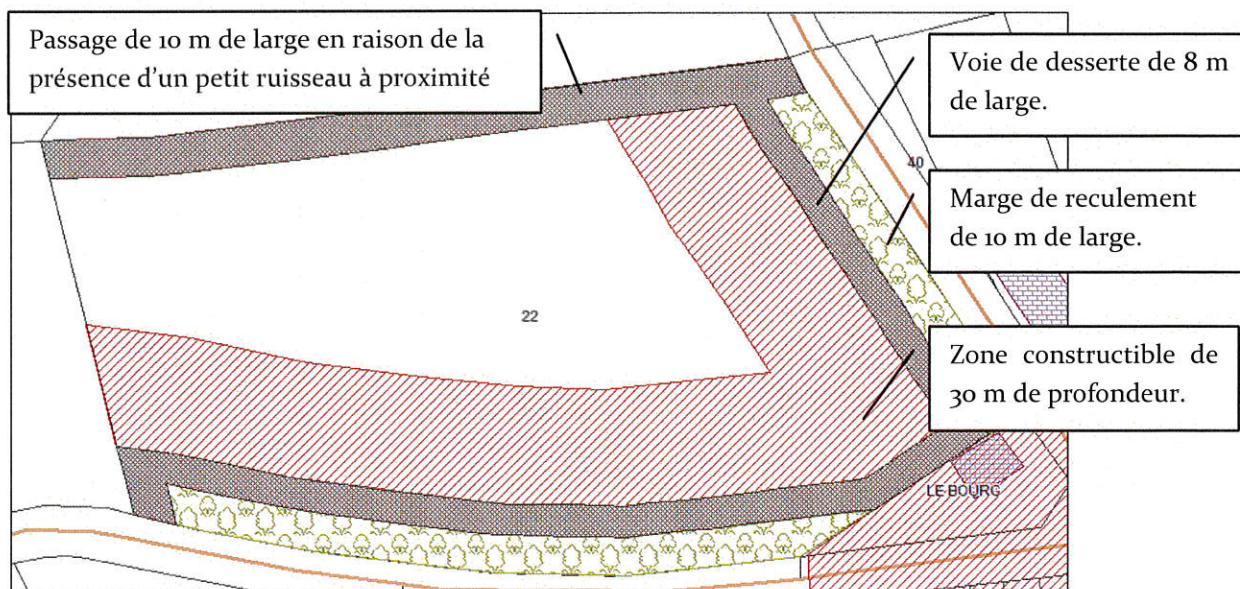 Passage de 10 m de large en raison de la
présence d'un petit ruisseau à proximité
Voie de desserte de 8 m
de large.
40
Marge de reculement
de 10 m de large.
22
Zone constructible de
30 m de profondeur.
LE BOURG